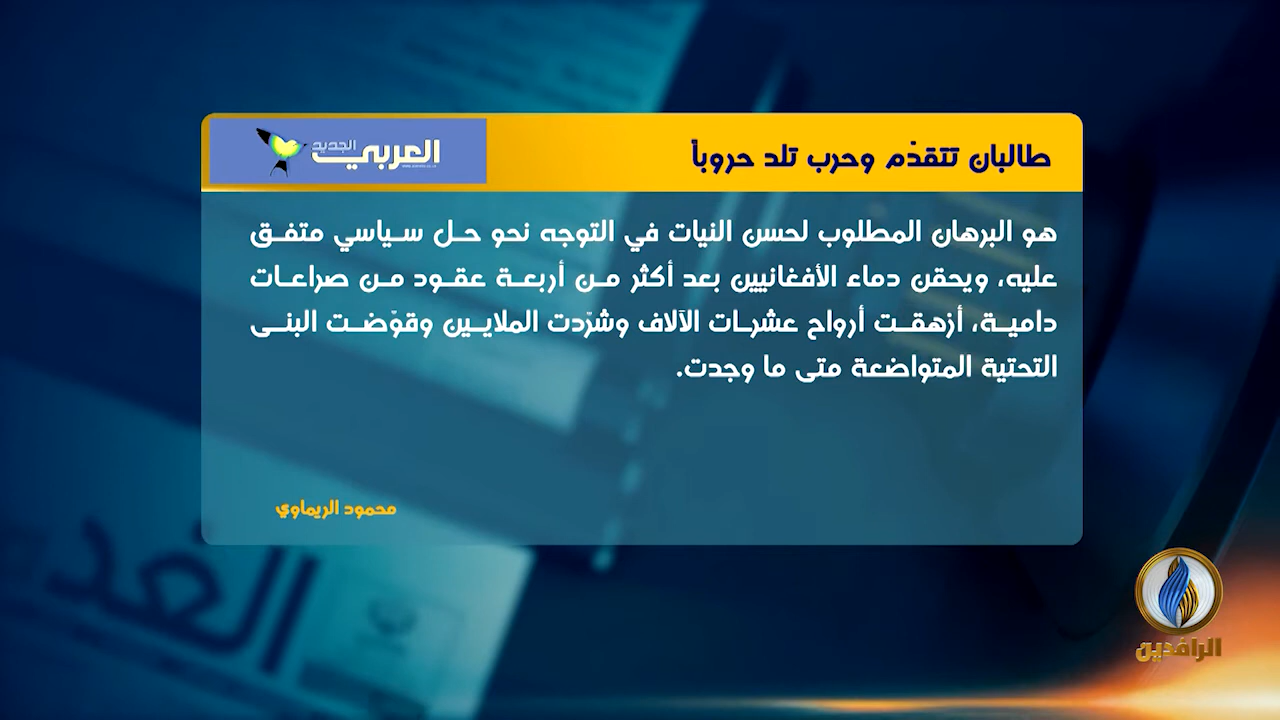 طالبان تتقدّم وحرب تلد حروباً
العربي الجديد
هو البرهان المطلوب لحسن النيات في التوجه نحو حل سياسي متفق
عليه، ويحقن دماء الأفغانيين بعد أكثر من أربعة عقود من صراعات
دامية، أزهقت أرواح عشرات الآلاف وشرّدت الملايين وقوّضت البنى
التحتية المتواضعة متى ما وجدت.
محمود الريماوي
الغد
الرافدين